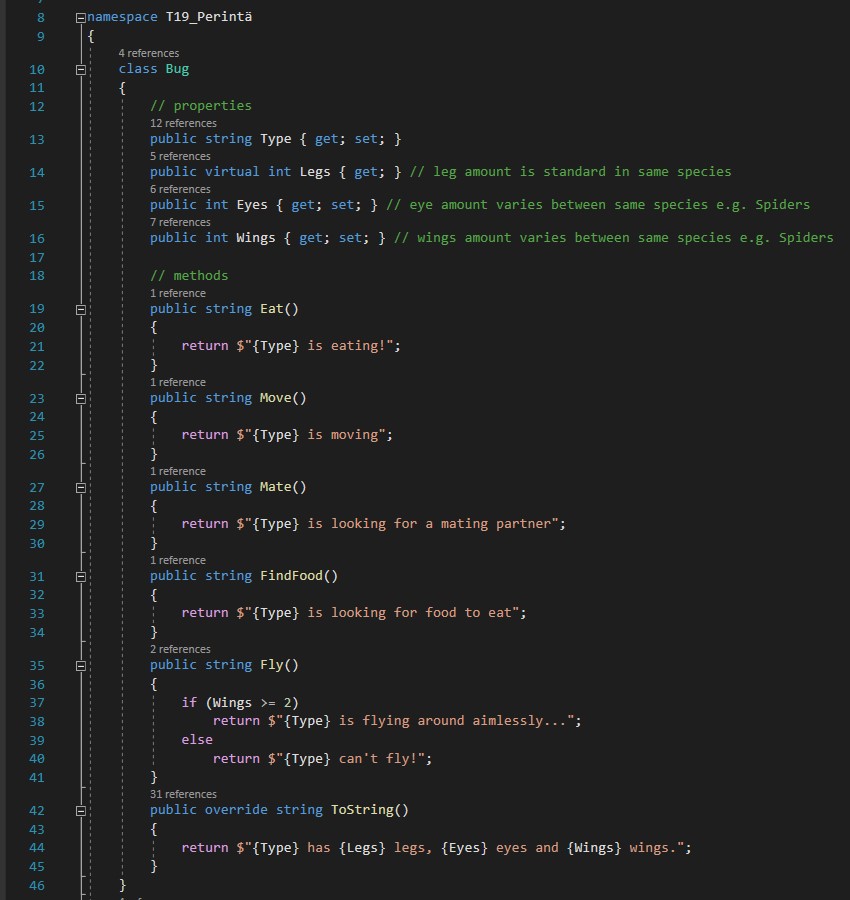 8 namespace T19_Perintä
9 {
4 references
10 class Bug
11 {
12 // properties
12 references
13 public string Type { get; set; }
5 references
14 public virtual int Legs { get; } // leg amount is standard in same species
6 references
15 public int Eyes { get; set; } // eye amount varies between same species e.g. Spiders
7 references
16 public int Wings { get; set; } // wings amount varies between same species e.g. Spiders
17
18 // methods
1 reference
19 public string Eat()
20 {
21 return $"{Type} is eating!";
22 }
1 reference
23 public string Move()
24 {
25 return $"{Type} is moving";
26 }
1 reference
27 public string Mate()
28 {
29 return $"{Type} is looking for a mating partner";
30 }
1 reference
31 public string FindFood()
32 {
33 return $"{Type} is looking for food to eat";
34 }
2 references
35 public string Fly()
36 {
37 if (Wings >= 2)
38 return $"{Type} is flying around aimlessly...";
39 else
40 return $"{Type} can't fly!";
41 }
31 references
42 public override string ToString()
43 {
44 return $"{Type} has {Legs} legs, {Eyes} eyes and {Wings} wings.";
45 }
46 }